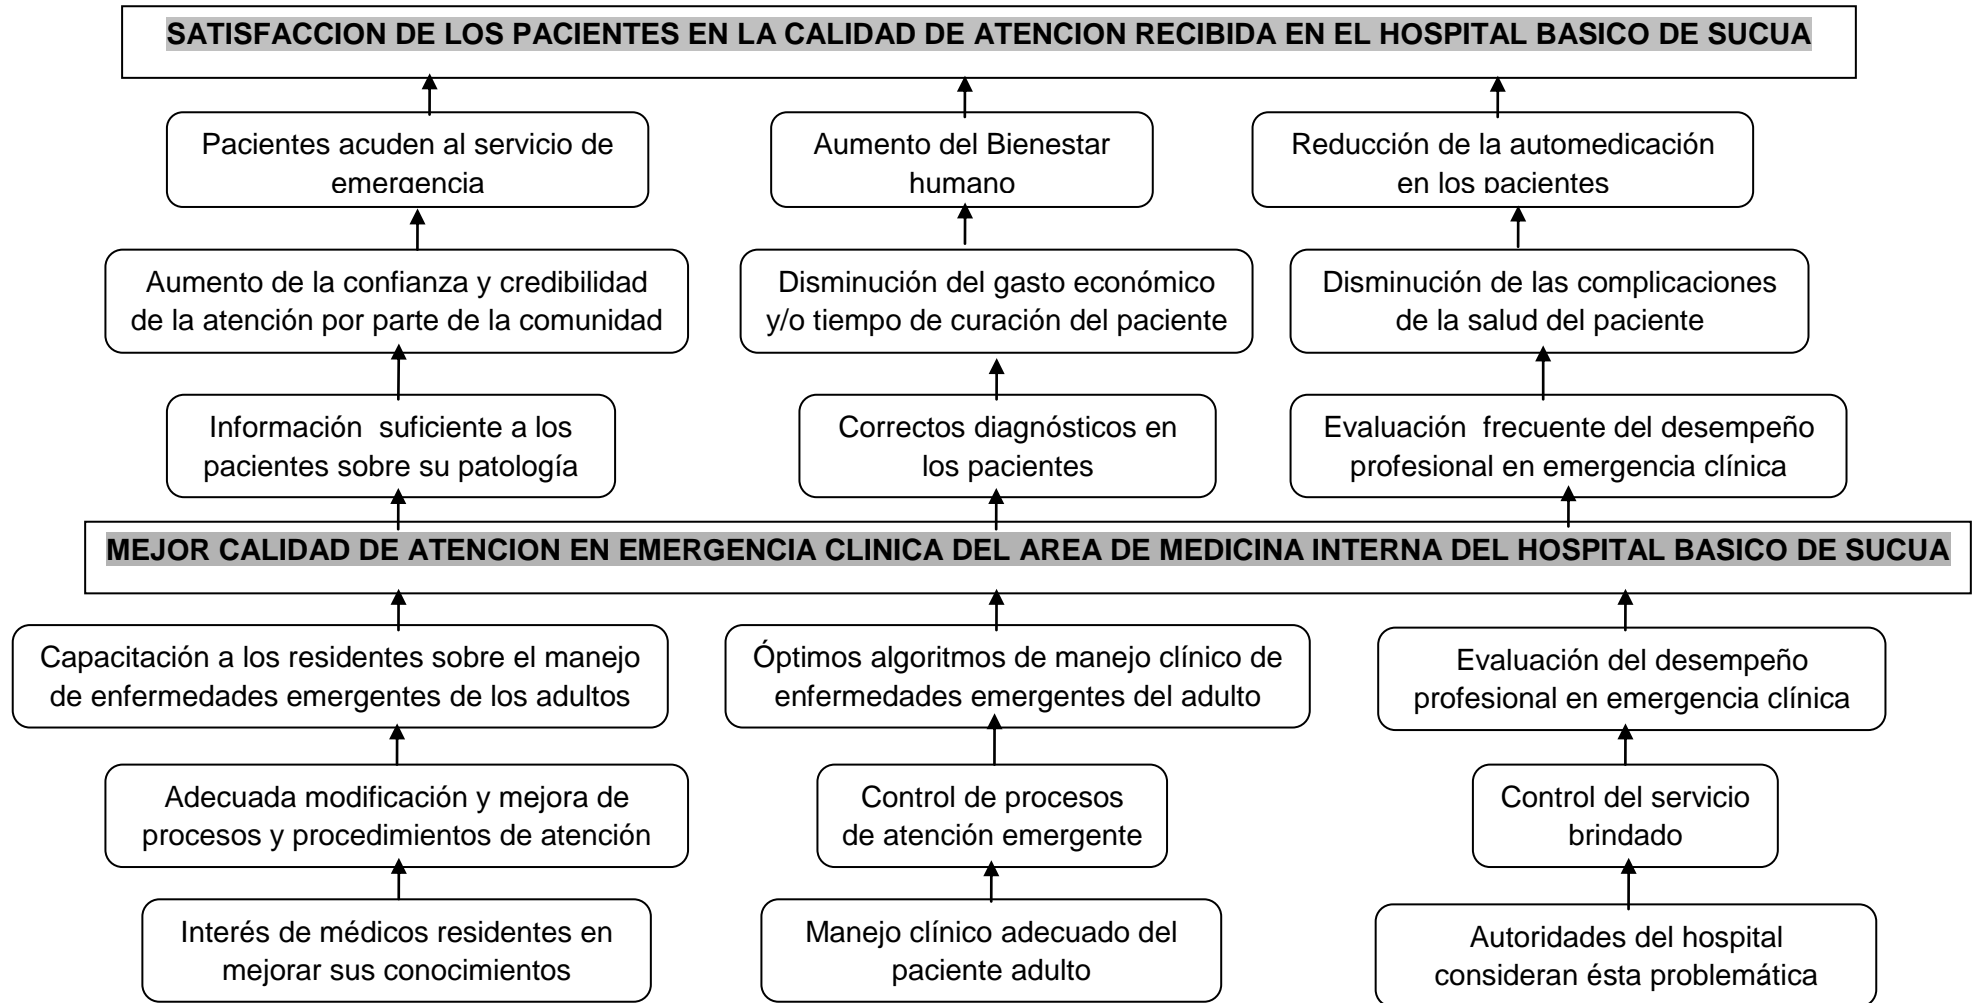 SATISFACCION DE LOS PACIENTES EN LA CALIDAD DE ATENCION RECIBIDA EN EL HOSPITAL BASICO DE SUCUA
Pacientes acuden al servicio de
emergencia
Aumento del Bienestar
humano
Reducción de la automedicación
en los pacientes
Aumento de la confianza y credibilidad
de la atención por parte de la comunidad
Disminución del gasto económico
y/o tiempo de curación del paciente
Disminución de las complicaciones
de la salud del paciente
Información  suficiente a los
pacientes sobre su patología
Correctos diagnósticos en
los pacientes
Evaluación  frecuente del desempeño
profesional en emergencia clínica
MEJOR CALIDAD DE ATENCION EN EMERGENCIA CLINICA DEL AREA DE MEDICINA INTERNA DEL HOSPITAL BASICO DE SUCUA
Capacitación a los residentes sobre el manejo
de enfermedades emergentes de los adultos
Óptimos algoritmos de manejo clínico de
enfermedades emergentes del adulto
Evaluación del desempeño
profesional en emergencia clínica
Adecuada modificación y mejora de
procesos y procedimientos de atención
Control de procesos
de atención emergente
Control del servicio
brindado
Interés de médicos residentes en
mejorar sus conocimientos
Manejo clínico adecuado del
paciente adulto
Autoridades del hospital
consideran ésta problemática